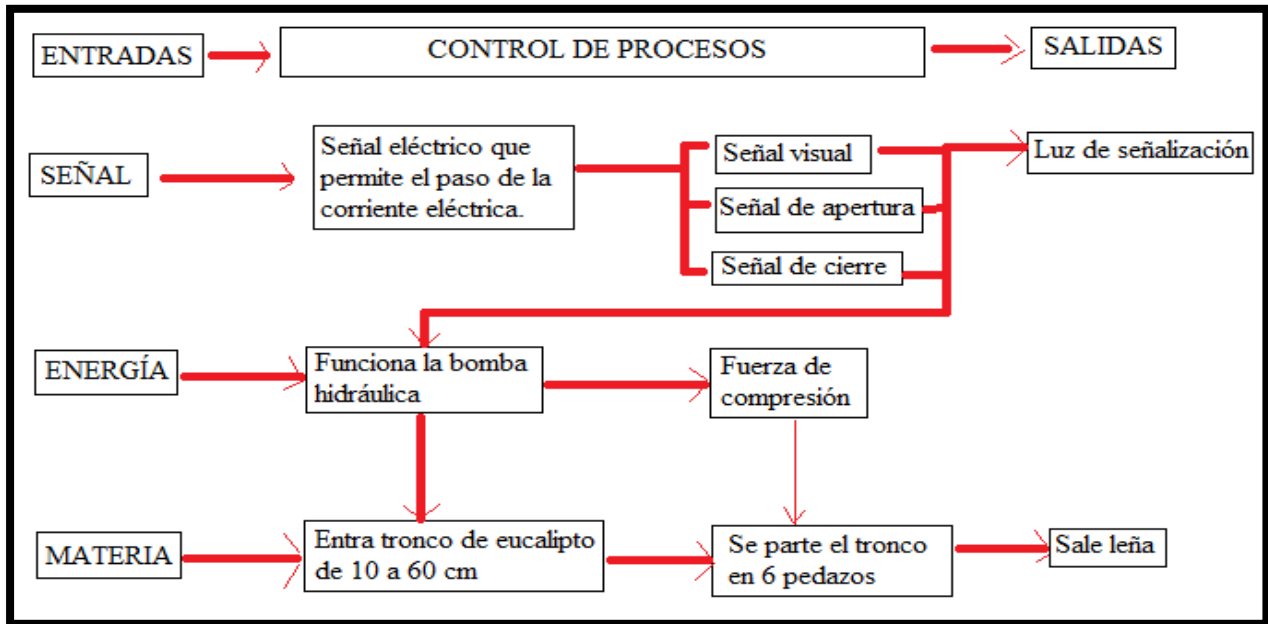 ENTRADAS
CONTROL DE PROCESOS
SALIDAS
SEÑAL
Señal eléctrico que
permite el paso de la
corriente eléctrica.
Señal visual
Señal de apertura
Señal de cierre
Luz de señalización
ENERGÍA
Funciona la bomba
hidráulica
Fuerza de
compresión
MATERIA
Entra tronco de eucalipto
de 10 a 60 cm
Se parte el tronco
en 6 pedazos
Sale leña